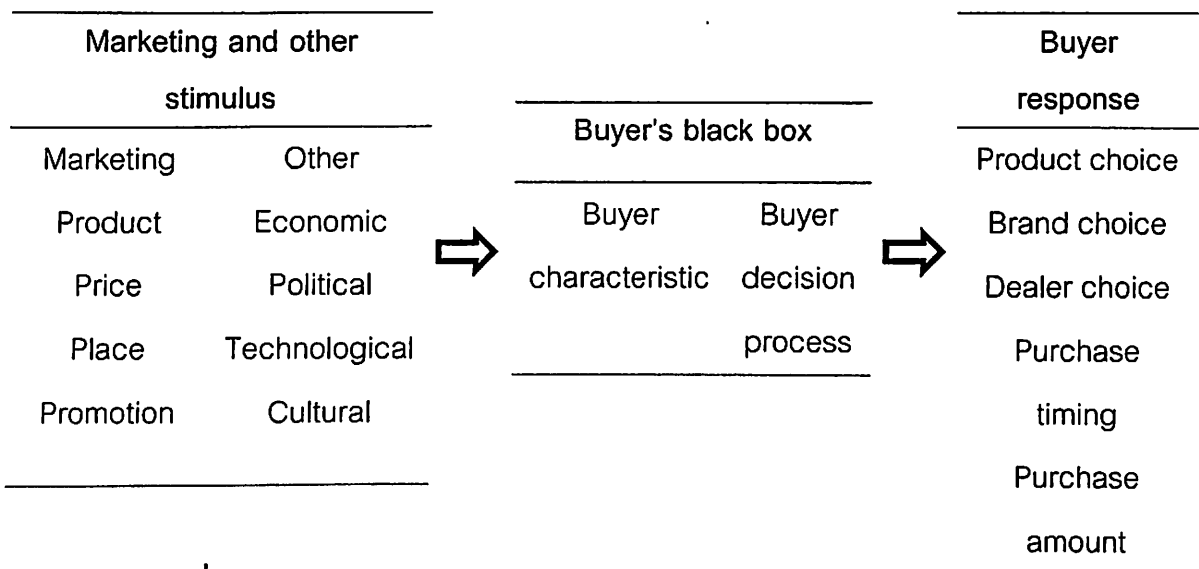 Marketing and other
stimulus
Marketing Other
Product Economic
Price Political
Place Technological
Promotion Cultural
Buyer's black box
Buyer Buyer
characteristic decision
process
Buyer
response
Product choice
Brand choice
Dealer choice
Purchase
timing
Purchase
amount